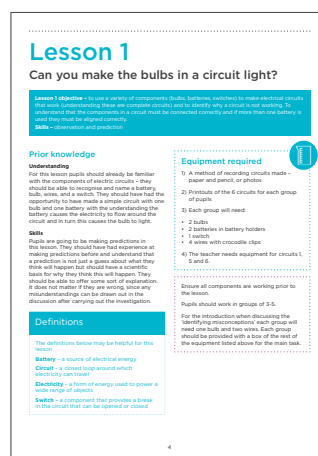 Lesson 1
Can you make the bulbs in a circuit light?
Lesson 1 objective – to use a variety of components (bulbs, batteries, switches) to make electrical circuits
that work (understanding these are complete circuits) and to identify why a circuit is not working. To
understand that the components in a circuit must be connected correctly and if more than one battery is
used they must be aligned correctly.
Skills – observation and prediction
Prior knowledge
Understanding
For this lesson pupils should already be familiar
with the components of electric circuits – they
should be able to recognise and name a battery,
bulb, wires, and a switch. They should have had the
opportunity to have made a simple circuit with one
bulb and one battery with the understanding the
battery causes the electricity to flow around the
circuit and in turn this causes the bulb to light.
Skills
Pupils are going to be making predictions in
this lesson. They should have had experience at
making predictions before and understand that
a prediction is not just a guess about what they
think will happen but should have a scientific
basis for why they think this will happen. They
should be able to offer some sort of explanation.
It does not matter if they are wrong, since any
misunderstandings can be drawn out in the
discussion after carrying out the investigation.
Definitions
The definitions below may be helpful for this
lesson
Battery – a source of electrical energy
Circuit – a closed loop around which
electricity can travel
Electricity – a form of energy used to power a
wide range of objects
Switch – a component that provides a break
in the circuit that can be opened or closed
Equipment required
1) A method of recording circuits made –
paper and pencil, or photos
2) Printouts of the 6 circuits for each group
of pupils
3) Each group will need:
• 2 bulbs
• 2 batteries in battery holders
• 1 switch
• 4 wires with crocodile clips
4) The teacher needs equipment for circuits 1,
5 and 6.
Ensure all components are working prior to
the lesson.
Pupils should work in groups of 3-5.
For the introduction when discussing the
'identifying misconceptions' each group will
need one bulb and two wires. Each group
should be provided with a box of the rest of
the equipment listed above for the main task.
4